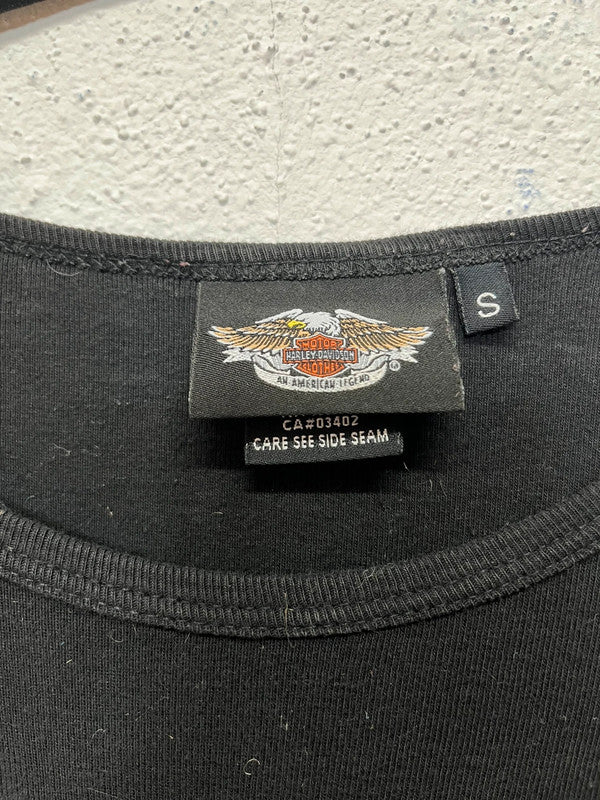 MOTOR
HARLEY-DAVIDSON
CLOTHES
AN AMERICAN LEGEND
®
S
CA#03402
CARE SEE SIDE SEAM